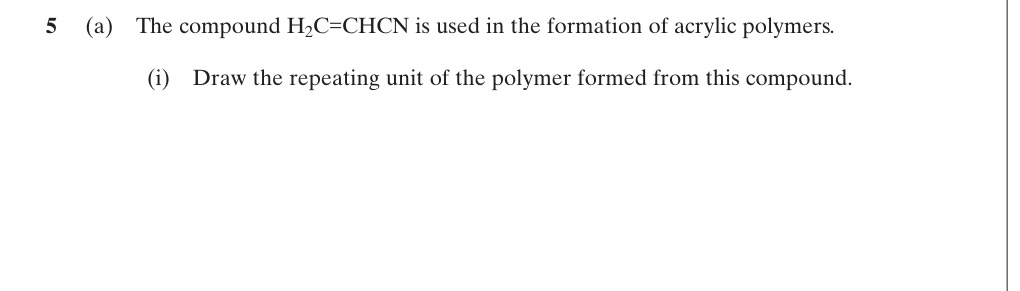 5 (a) The compound H₂C=CHCN is used in the formation of acrylic polymers.
(i) Draw the repeating unit of the polymer formed from this compound.